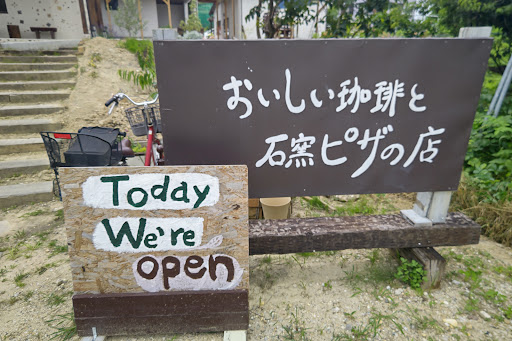 おいしい珈琲と
石窯ピザの店
Today
We're
open